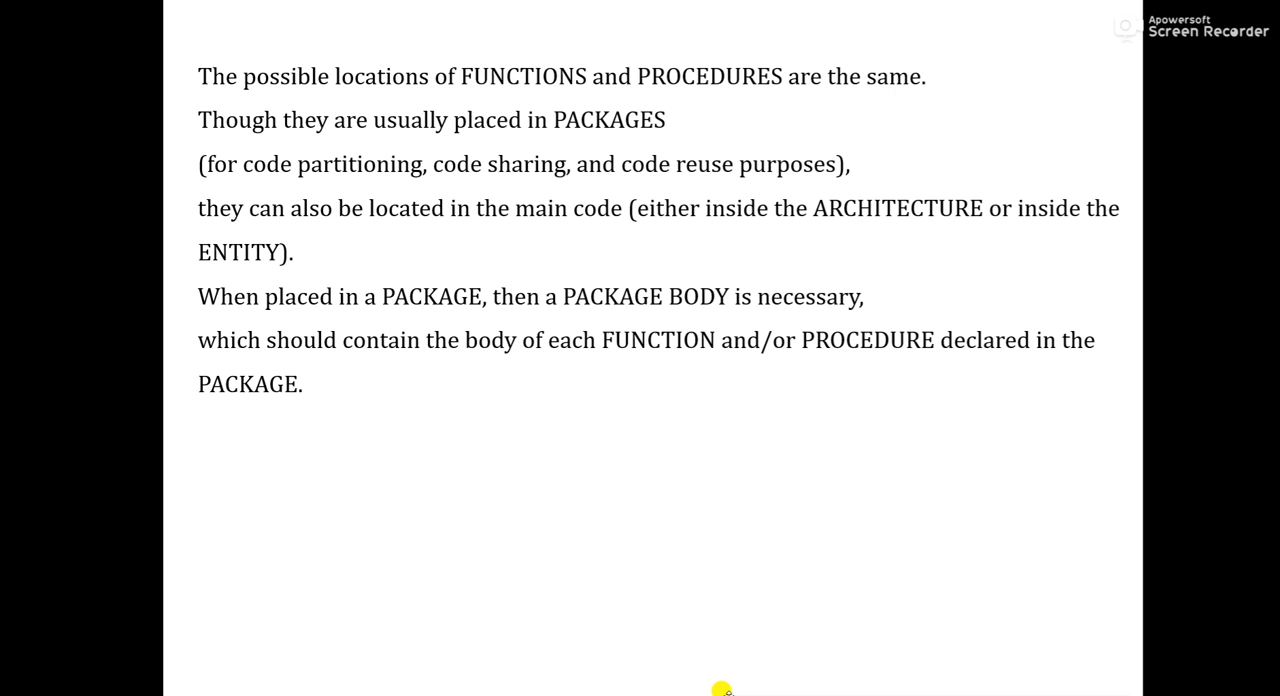 Apowersoft
Screen Recorder
The possible locations of FUNCTIONS and PROCEDURES are the same.
Though they are usually placed in PACKAGES
(for code partitioning, code sharing, and code reuse purposes),
they can also be located in the main code (either inside the ARCHITECTURE or inside the
ENTITY).
When placed in a PACKAGE, then a PACKAGE BODY is necessary,
which should contain the body of each FUNCTION and/or PROCEDURE declared in the
PACKAGE.